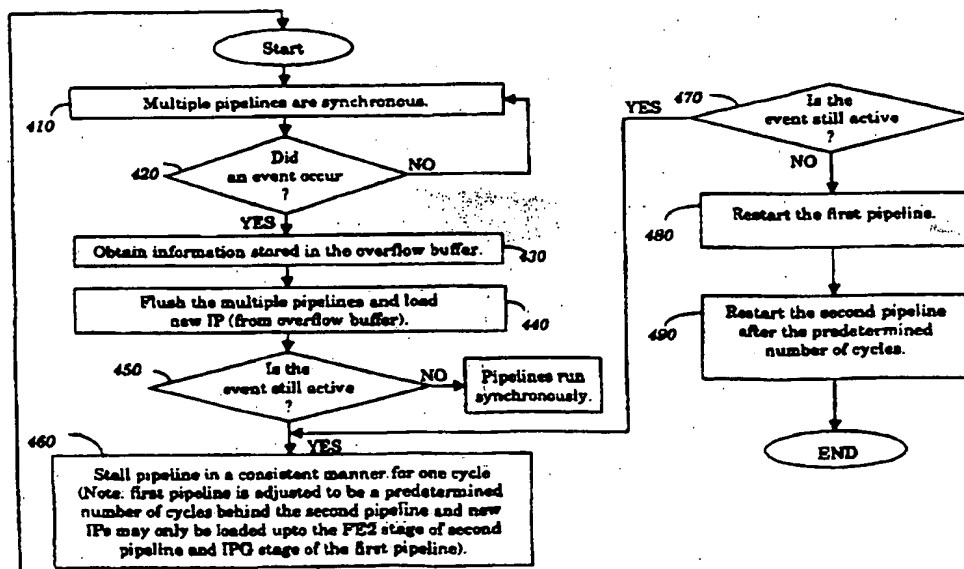 Start
410
Multiple pipelines are synchronous.
420
Did
an event occur
?
NO
YES
Obtain information stored in the overflow buffer.
430
Flush the multiple pipelines and load
new IP (from overflow buffer).
440
450
Is the
event still active
?
NO
Pipelines run
synchronously.
YES
460
Stall pipeline in a consistent manner for one cycle
(Note: first pipeline is adjusted to be a predetermined
number of cycles behind the second pipeline and new
IPs may only be loaded upto the FE2 stage of second
pipeline and IPG stage of the first pipeline).
YES
470
Is the
event still active
?
NO
480
Restart the first pipeline.
490
Restart the second pipeline
after the predetermined
number of cycles.
END